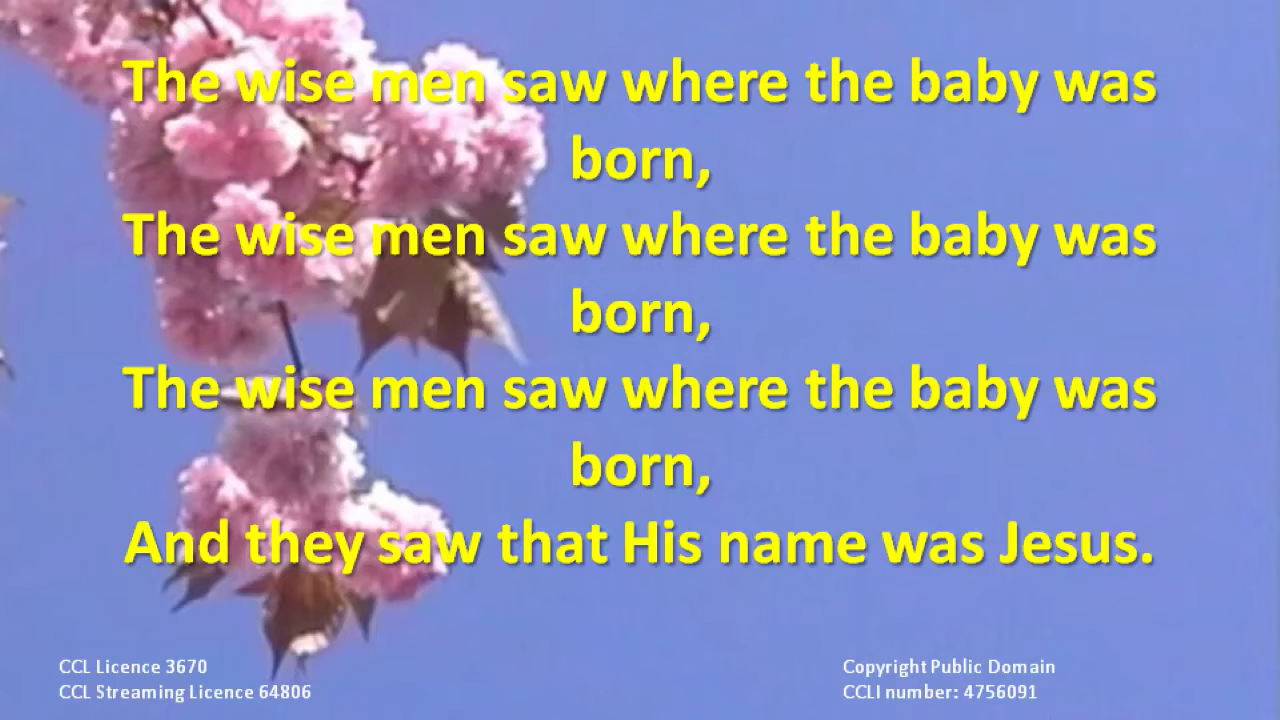 The wise men saw where the baby was
born,
The wise men saw where the baby was
born,
The wise men saw where the baby was
born,
And they saw that His name was Jesus.
CCL Licence 3670
CCL Streaming Licence 64806
Copyright Public Domain
CCLI number: 4756091